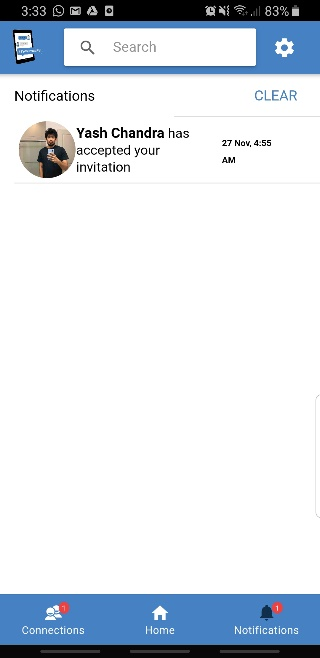 3:33 83%
Search
Notifications CLEAR
Yash Chandra has
accepted your
invitation
27 Nov, 4:55
AM
1 1
Connections Home Notifications